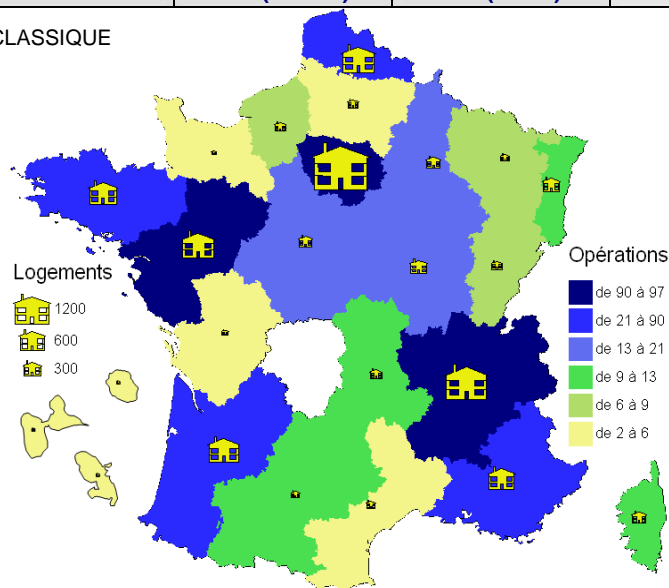 CLASSIQUE
Logements
1200
600
300
Opérations
de 90 à 97
de 21 à 90
de 13 à 21
de 9 à 13
de 6 à 9
de 2 à 6